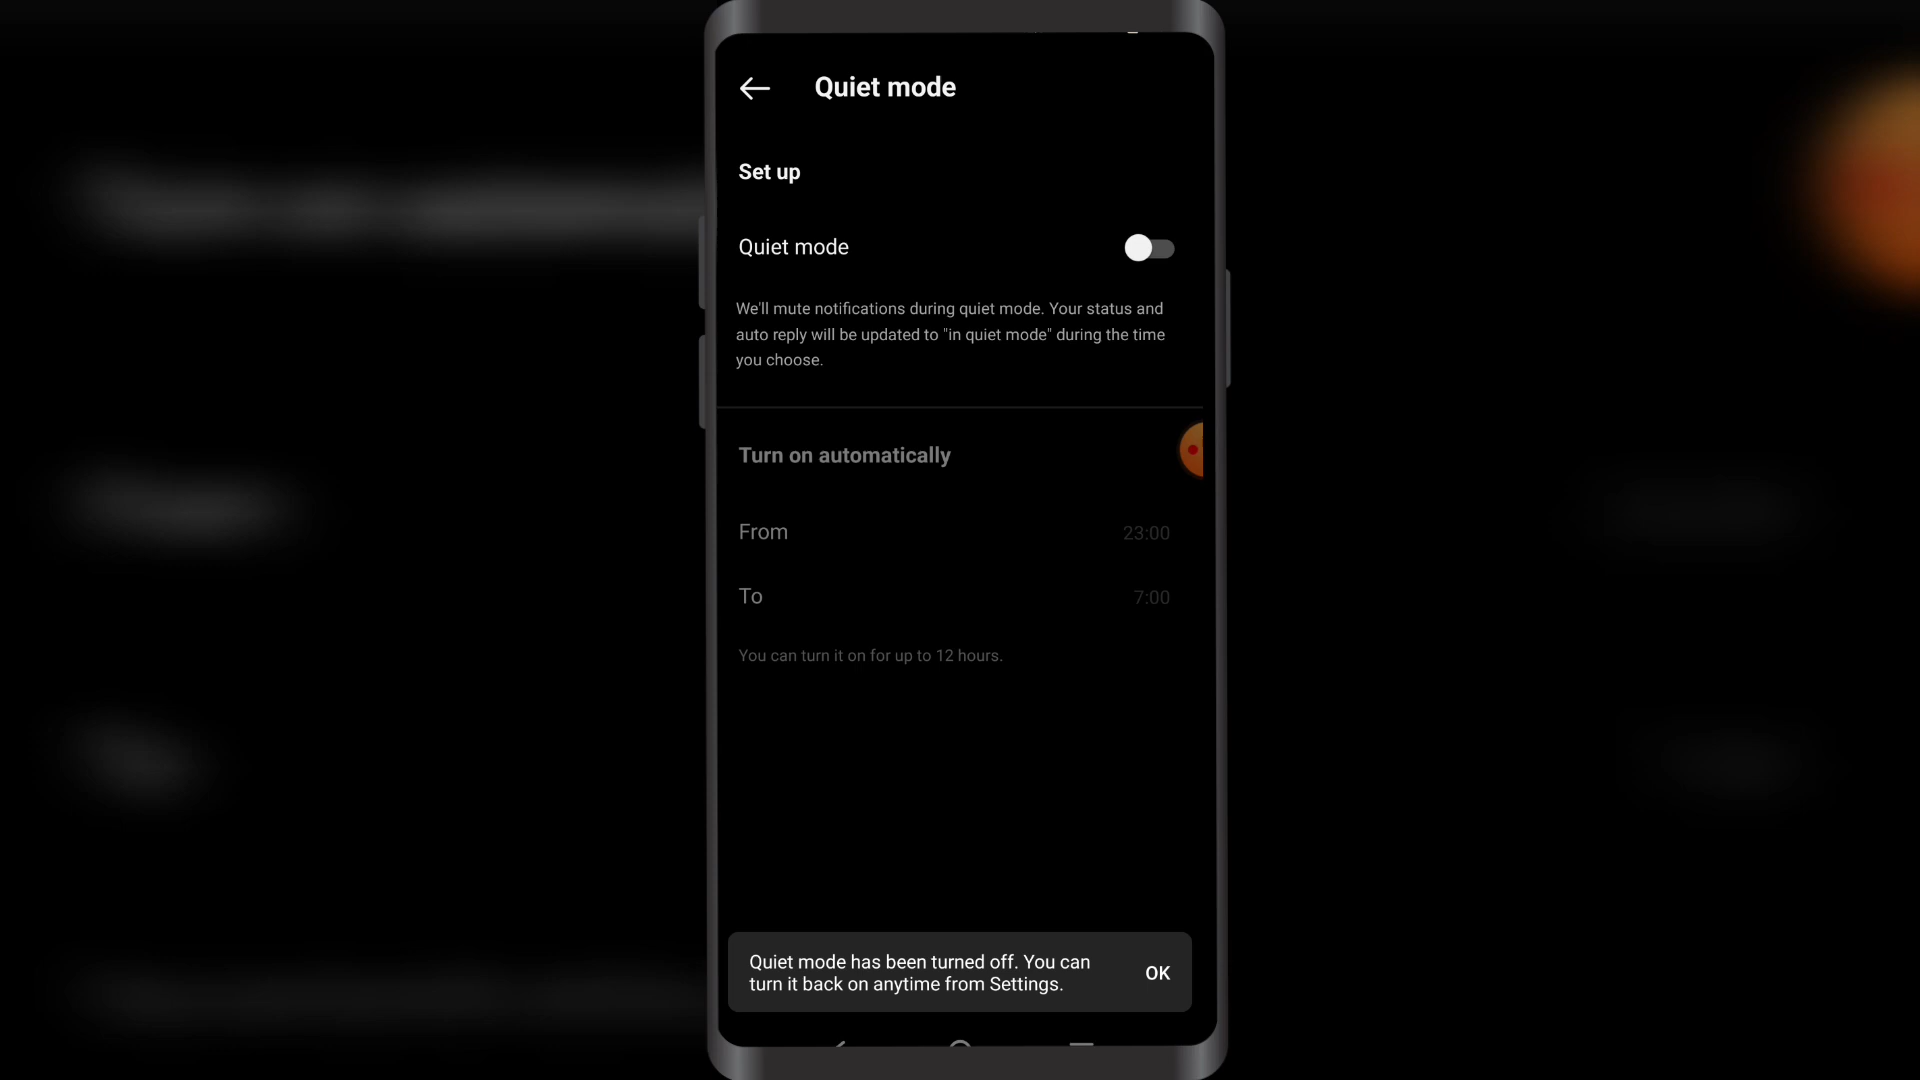 Quiet mode
Set up
Quiet mode
We'll mute notifications during quiet mode. Your status and
auto reply will be updated to "in quiet mode" during the time
you choose.
Turn on automatically
From 23:00
To 7:00
You can turn it on for up to 12 hours.
Quiet mode has been turned off. You can
turn it back on anytime from Settings.
OK